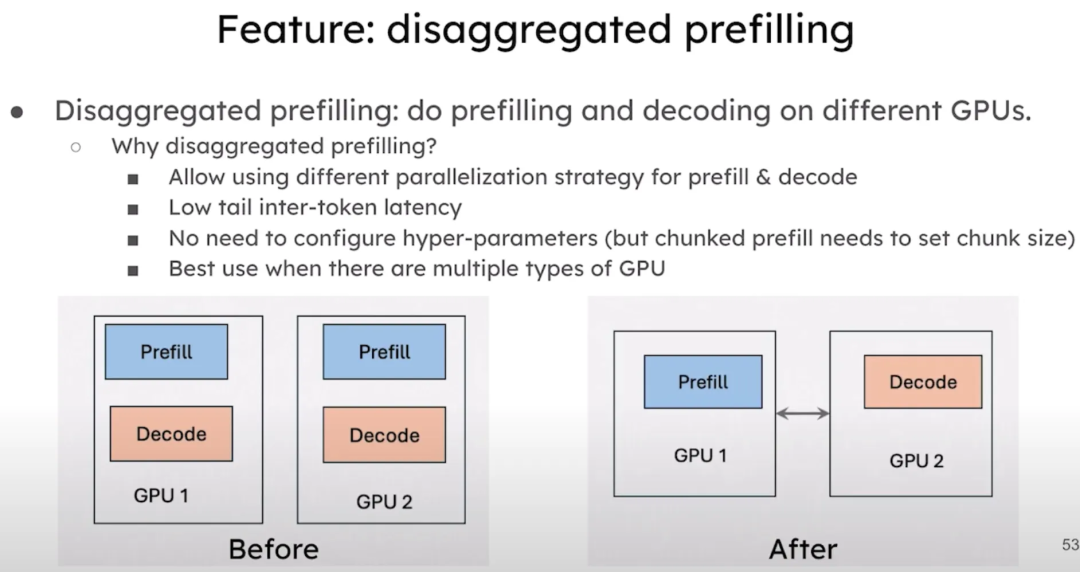 Feature: disaggregated prefilling
● Disaggregated prefilling: do prefilling and decoding on different GPUs.
○ Why disaggregated prefilling?
■ Allow using different parallelization strategy for prefill & decode
■ Low tail inter-token latency
■ No need to configure hyper-parameters (but chunked prefill needs to set chunk size)
■ Best use when there are multiple types of GPU
Prefill
Decode
GPU 1
Prefill
Decode
GPU 2
Before
Prefill
GPU 1
Decode
GPU 2
After
53